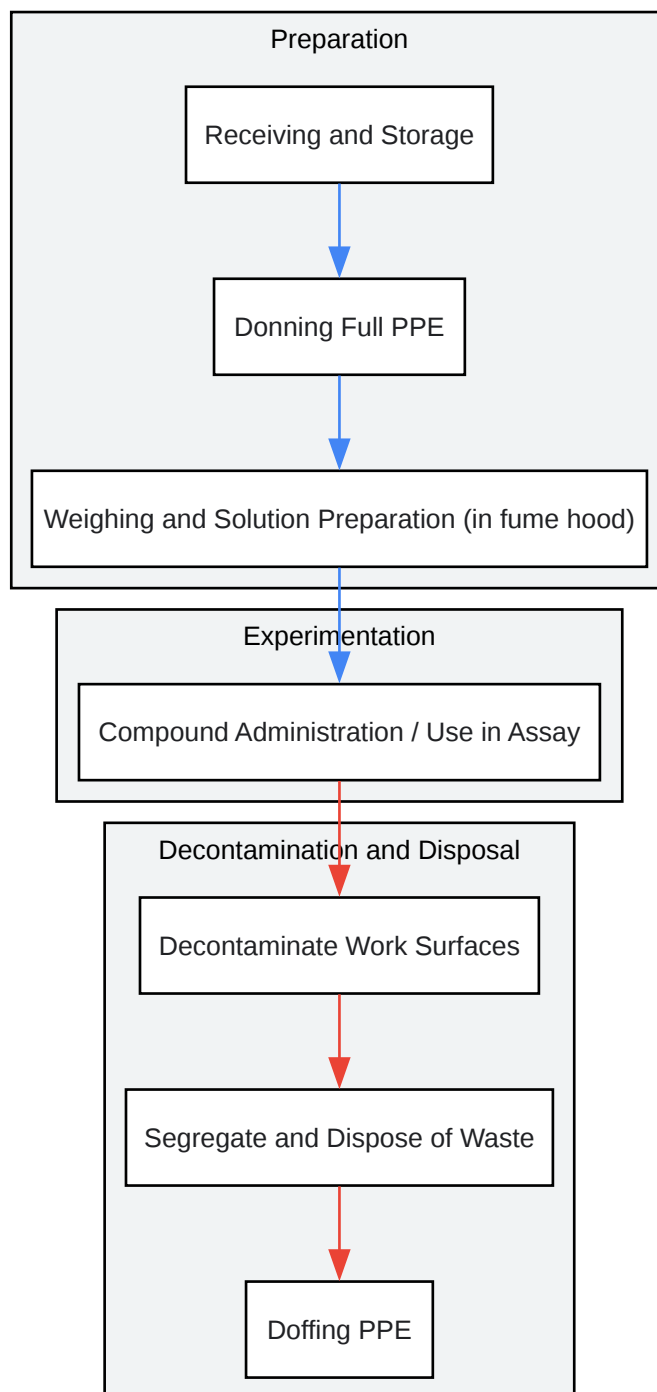 Preparation
Receiving and Storage
Donning Full PPE
Weighing and Solution Preparation (in fume hood)
Experimentation
Compound Administration / Use in Assay
Decontamination and Disposal
Decontaminate Work Surfaces
Segregate and Dispose of Waste
Doffing PPE